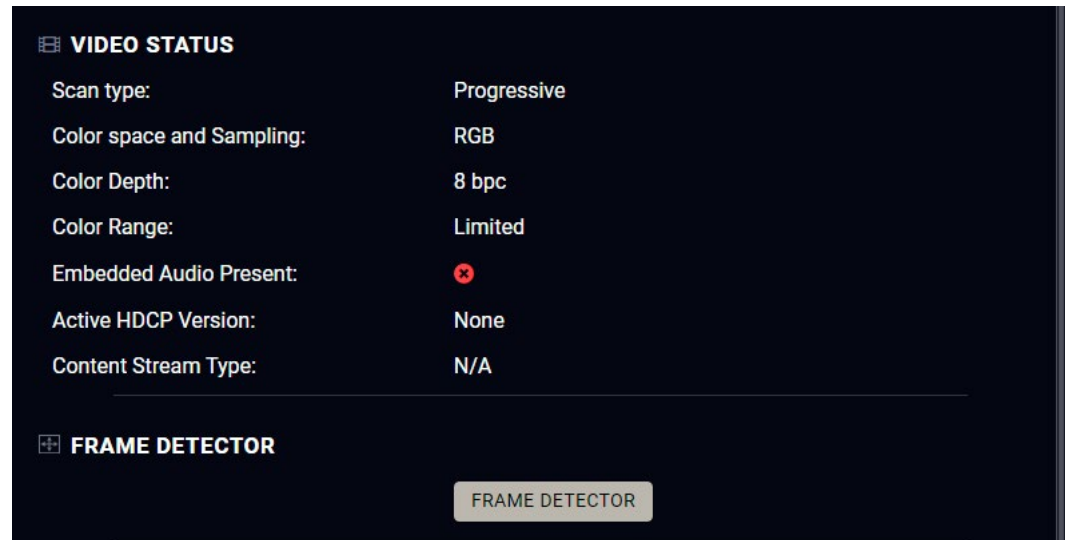 VIDEO STATUS
Scan type: Progressive
Color space and Sampling: RGB
Color Depth: 8 bpc
Color Range: Limited
Embedded Audio Present:
Active HDCP Version: None
Content Stream Type: N/A
FRAME DETECTOR
FRAME DETECTOR